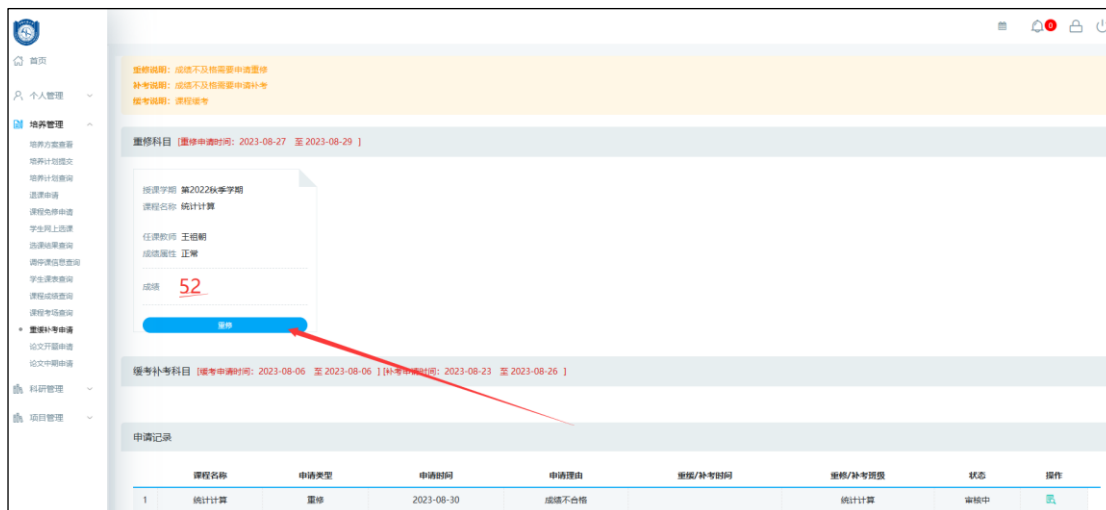 0
首页
个人管理
培养管理
培养方案查看
培养计划提交
培养计划查询
退课申请
课程免修申请
学生网上选课
选课结果查询
调停课信息查询
学生课表查询
课程成绩查询
课程考场查询
重缓补考申请
论文开题申请
论文中期申请
科研管理
项目管理
重修说明：成绩不及格需要申请重修
补考说明：成绩不及格需要申请补考
缓考说明：课程缓考
重修科目 [重修申请时间：2023-08-27 至 2023-08-29 ]
授课学期 第2022秋季学期
课程名称 统计计算
任课教师 王绍朝
成绩属性 正常
成绩 52
重修
缓考补考科目 [缓考申请时间：2023-08-06 至 2023-08-06 ] [补考申请时间：2023-08-23 至 2023-08-26 ]
申请记录
课程名称 申请类型 申请时间 申请理由 重缓/补考时间 重修/补考班级 状态 操作
1 统计计算 重修 2023-08-30 成绩不合格 统计计算 审核中